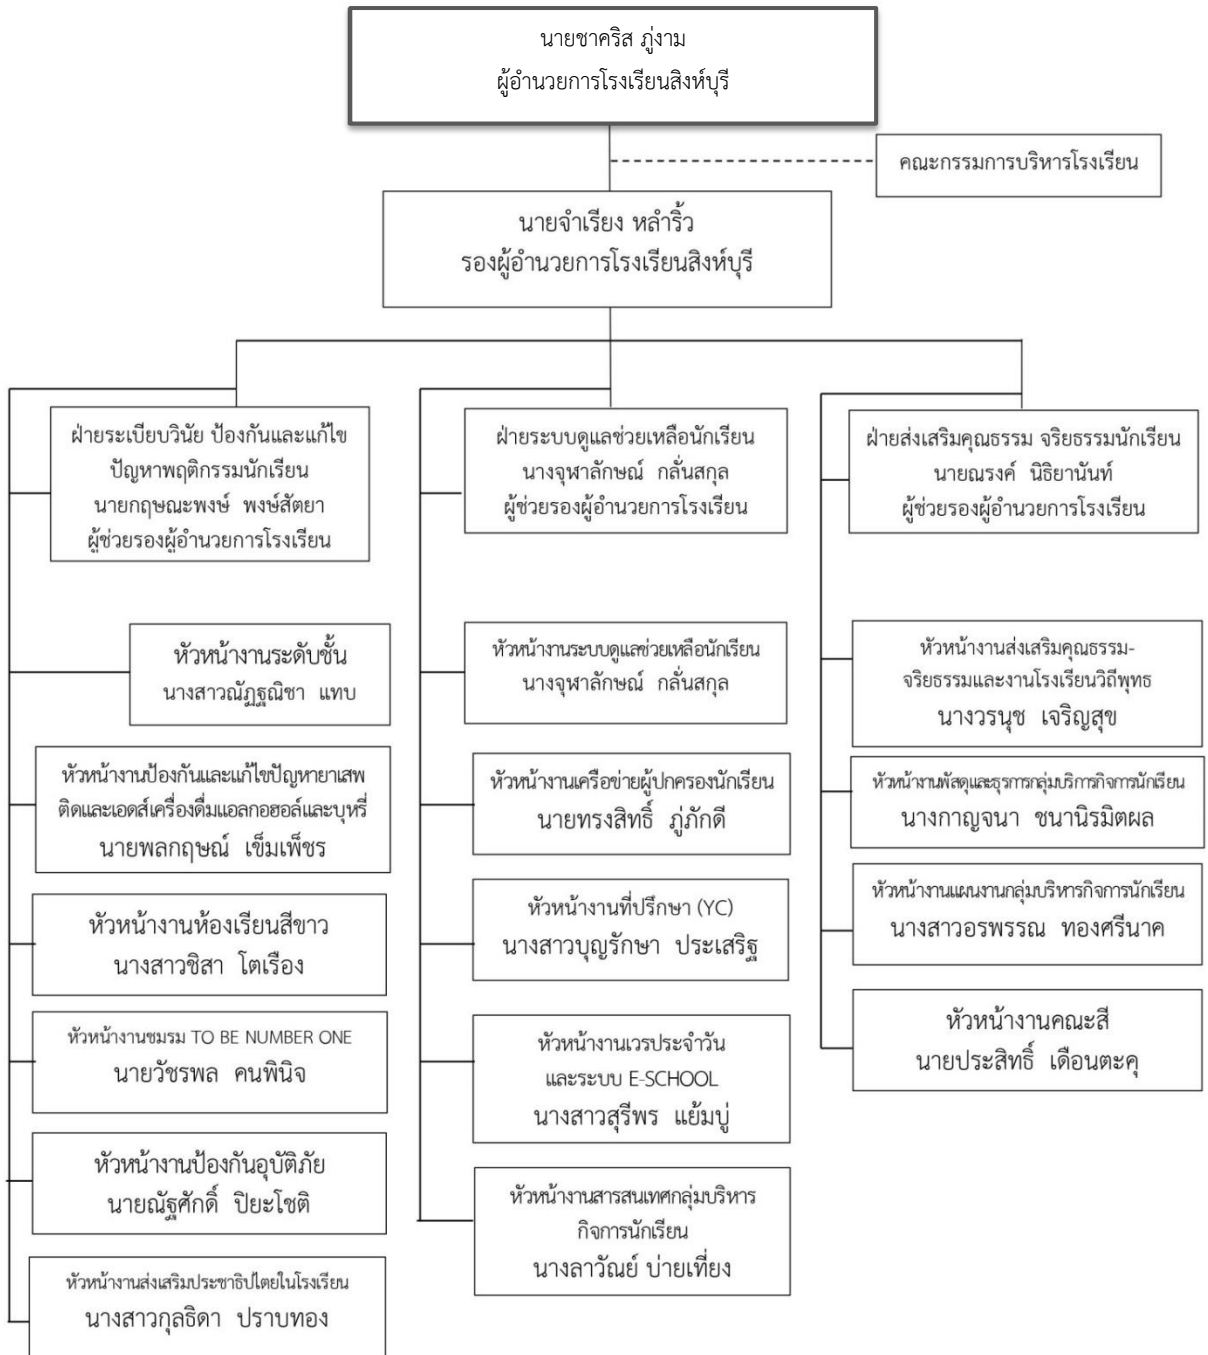 นายชาคริส ภู่งาม
ผู้อำนวยการโรงเรียนสิงห์บุรี
คณะกรรมการบริหารโรงเรียน
นายจำเรียง หลำริ้ว
รองผู้อำนวยการโรงเรียนสิงห์บุรี
ฝ่ายระเบียบวินัย ป้องกันและแก้ไข
ปัญหาพฤติกรรมนักเรียน
นายกฤษณะพงษ์ พงษ์สัตยา
ผู้ช่วยรองผู้อำนวยการโรงเรียน
หัวหน้างานระดับชั้น
นางสาวณัฏฐณิชา แทบ
หัวหน้างานป้องกันและแก้ไขปัญหายาเสพ
ติดและเอดส์เครื่องดื่มแอลกอฮอล์และบุหรี่
นายพลกฤษณ์ เข็มเพ็ชร
หัวหน้างานห้องเรียนสีขาว
นางสาวชิสา โตเรือง
หัวหน้างานชมรม TO BE NUMBER ONE
นายวัชรพล คนพินิจ
หัวหน้างานป้องกันอุบัติภัย
นายณัฐศักดิ์ ปิยะโชติ
หัวหน้างานส่งเสริมประชาธิปไตยในโรงเรียน
นางสาวกุลธิดา ปราบทอง
ฝ่ายระบบดูแลช่วยเหลือนักเรียน
นางจุฬาลักษณ์ กลั่นสกุล
ผู้ช่วยรองผู้อำนวยการโรงเรียน
หัวหน้างานระบบดูแลช่วยเหลือนักเรียน
นางจุฬาลักษณ์ กลั่นสกุล
หัวหน้างานเครือข่ายผู้ปกครองนักเรียน
นายทรงสิทธิ์ ภู่ภักดี
หัวหน้างานที่ปรึกษา (YC)
นางสาวบุญรักษา ประเสริฐ
หัวหน้างานเวรประจำวัน
และระบบ E-SCHOOL
นางสาวสุรีพร แย้มบู่
หัวหน้างานสารสนเทศกลุ่มบริหาร
กิจการนักเรียน
นางลาวัณย์ บ่ายเที่ยง
ฝ่ายส่งเสริมคุณธรรม จริยธรรมนักเรียน
นายณรงค์ นิธิยานันท์
ผู้ช่วยรองผู้อำนวยการโรงเรียน
หัวหน้างานส่งเสริมคุณธรรม-
จริยธรรมและงานโรงเรียนวิถีพุทธ
นางวรนุช เจริญสุข
หัวหน้างานพัสดุและธุรการกลุ่มบริการกิจการนักเรียน
นางกาญจนา ชนานิรมิตผล
หัวหน้างานแผนงานกลุ่มบริหารกิจการนักเรียน
นางสาวอรพรรณ ทองศรีนาค
หัวหน้างานคณะสี
นายประสิทธิ์ เดือนตะคุ